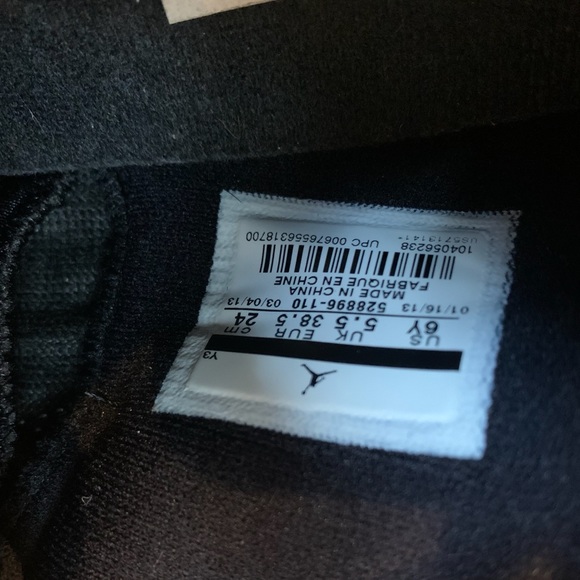 Y3
US UK EUR cm
6Y 5.5 38.5 24
01/16/13 528896-110 03/04/13
MADE IN CHINA
FABRIQUE EN CHINE
104056238 UPC 00676556318700